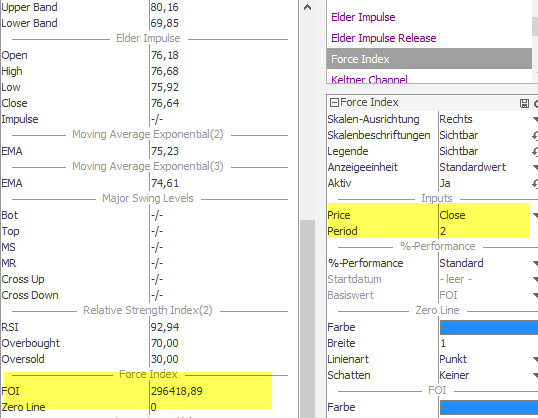 Upper Band 80,16
Lower Band 69,85
Elder Impulse
Open 76,18
High 76,68
Low 75,92
Close 76,64
Impulse -/-
Moving Average Exponential(2)
EMA 75,23
Moving Average Exponential(3)
EMA 74,61
Major Swing Levels
Bot -/-
Top -/-
MS -/-
MR -/-
Cross Up -/-
Cross Down -/-
Relative Strength Index(2)
RSI 92,94
Overbought 70,00
Oversold 30,00
Force Index
FOI 296418,89
Zero Line 0
Elder Impulse
Elder Impulse Release
Force Index
Keltner Channel
Force Index
Skalen-Ausrichtung Rechts
Skalenbeschriftungen Sichtbar
Legende Sichtbar
Anzeigeeinheit Standardwert
Aktiv Ja
Inputs
Price Close
Period 2
%-Performance
%-Performance Standard
Startdatum - leer -
Basiswert FOI
Zero Line
Farbe
Breite 1
Linienart Punkt
Schatten Keiner
FOI
Farbe